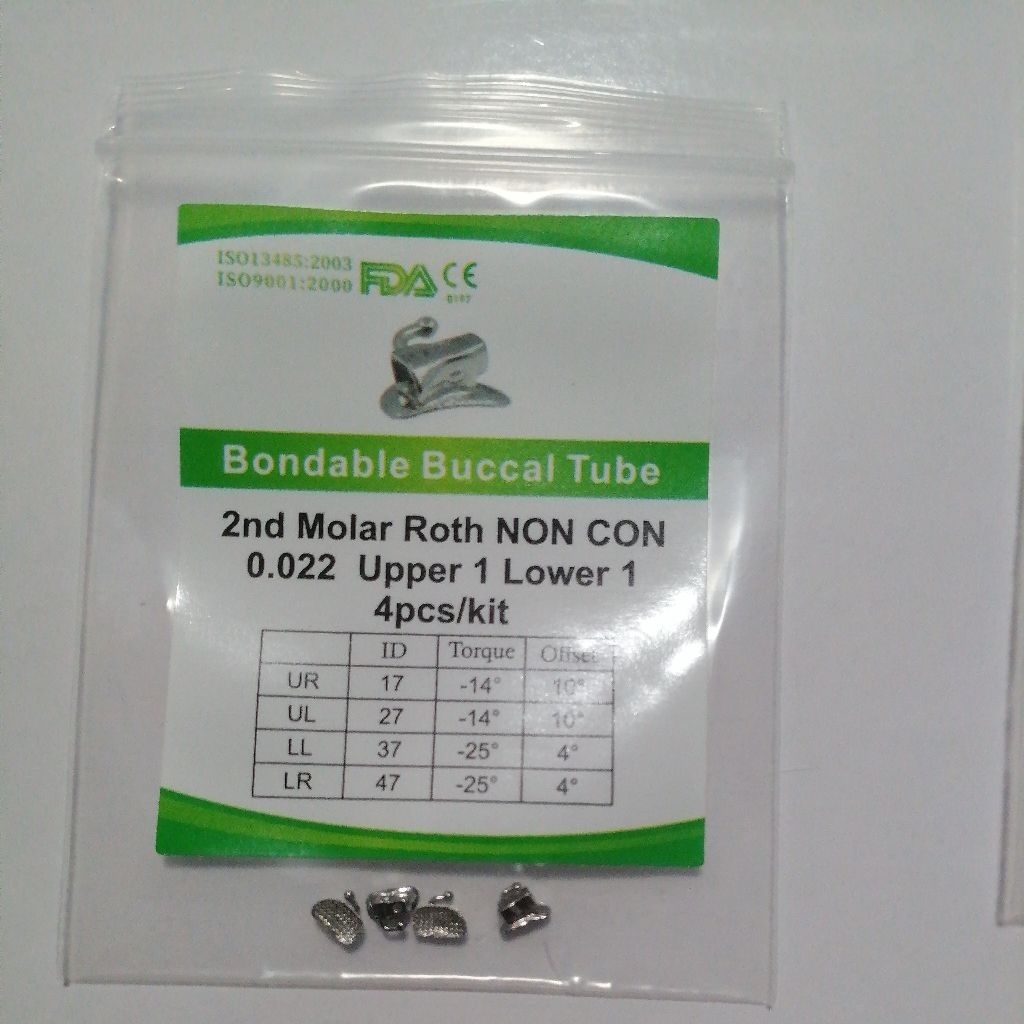 ISO13485:2003
ISO9001:2000 FDA CE
0197
Bondable Buccal Tube
2nd Molar Roth NON CON
0.022 Upper 1 Lower 1
4pcs/kit
ID Torque Offset
UR 17 -14° 10°
UL 27 -14° 10°
LL 37 -25° 4°
LR 47 -25° 4°